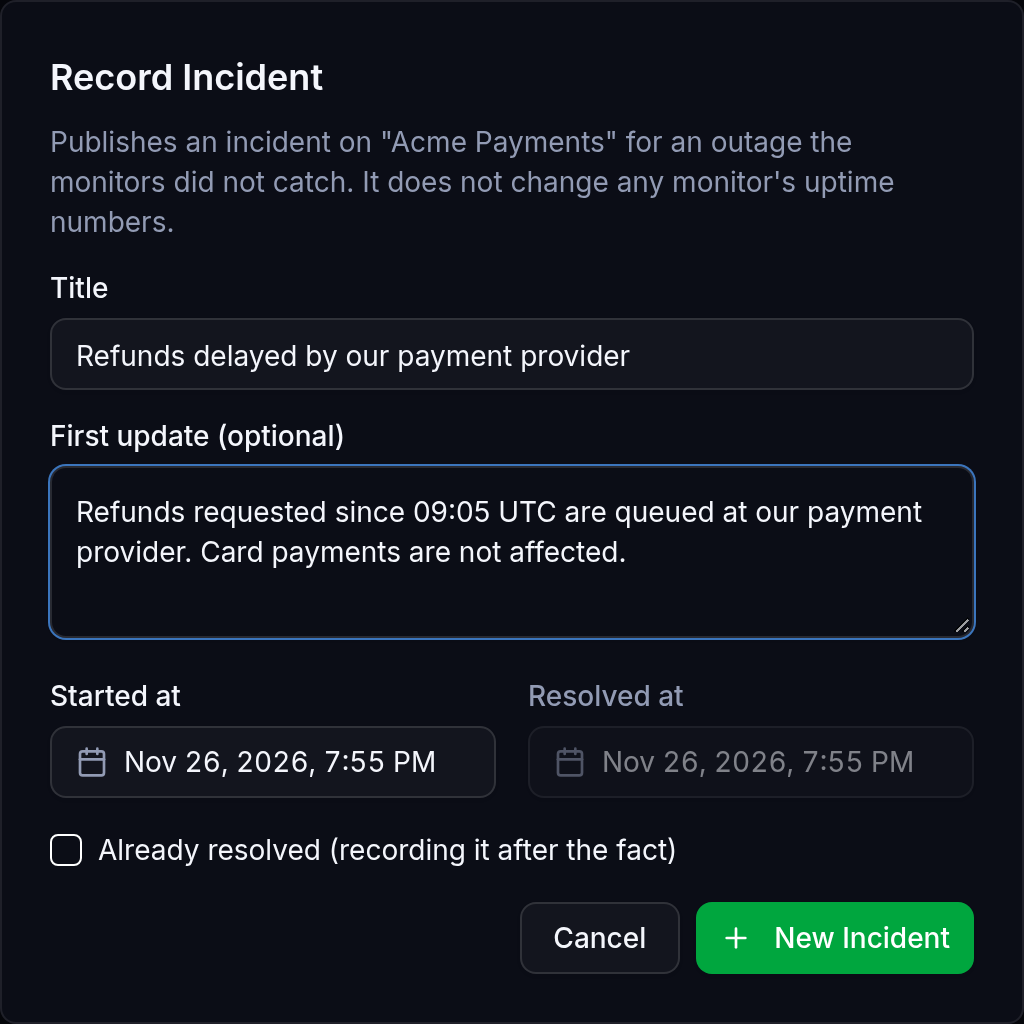 Record Incident
Publishes an incident on "Acme Payments" for an outage the
monitors did not catch. It does not change any monitor's uptime
numbers.
Title
Refunds delayed by our payment provider
First update (optional)
Refunds requested since 09:05 UTC are queued at our payment
provider. Card payments are not affected.
Started at
Resolved at
Nov 26, 2026, 7:55 PM
Nov 26, 2026, 7:55 PM
Already resolved (recording it after the fact)
Cancel
New Incident